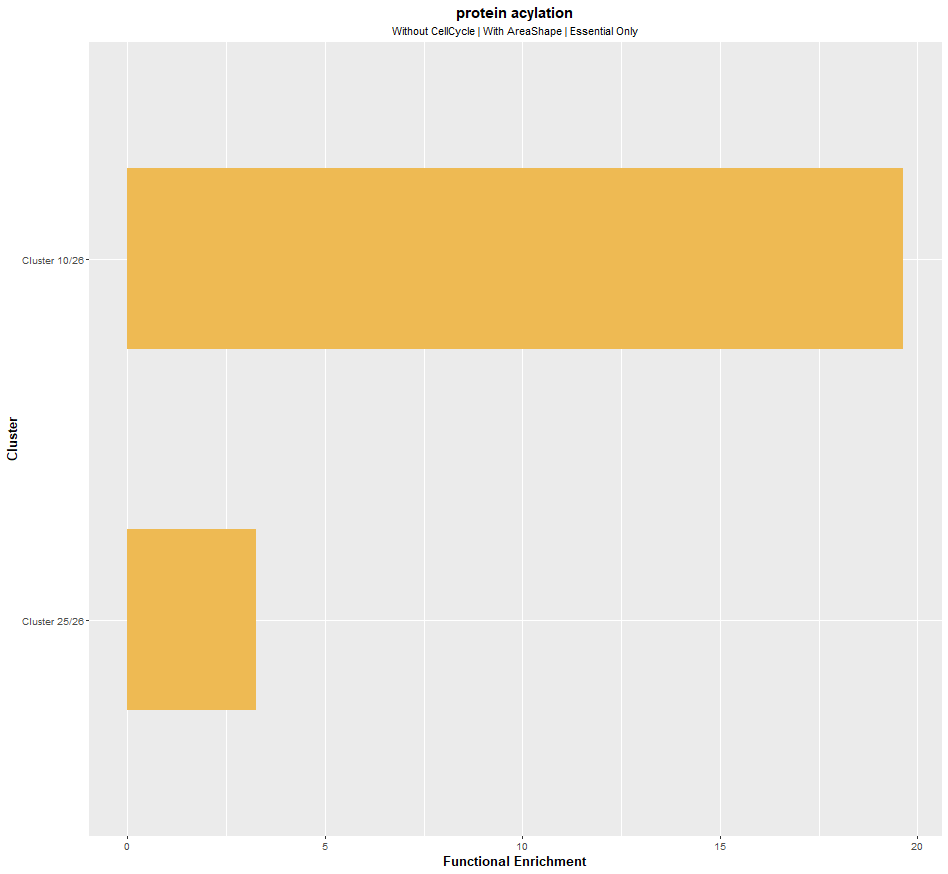 protein acylation
Without CellCycle | With AreaShape | Essential Only
Cluster
Cluster 10/26
Cluster 25/26
0 5 10 15 20
Functional Enrichment